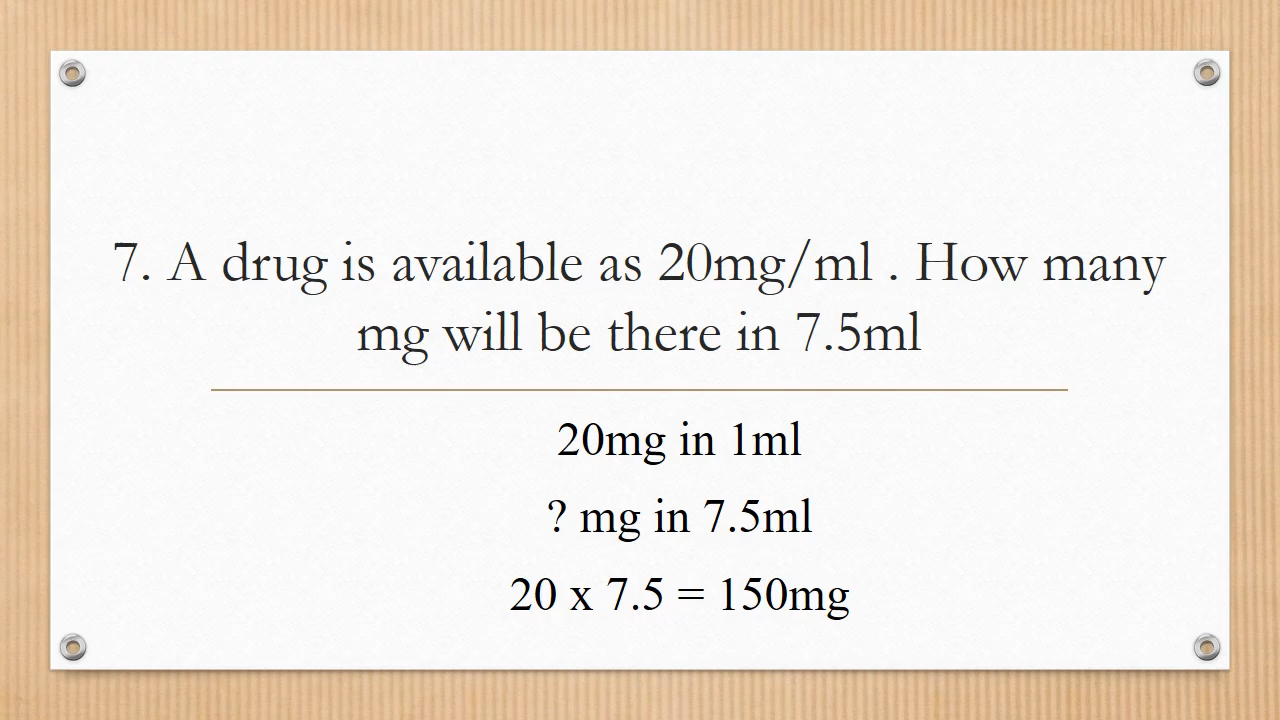 7. A drug is available as 20mg/ml . How many
mg will be there in 7.5ml
20mg in 1ml
? mg in 7.5ml
20 x 7.5 = 150mg